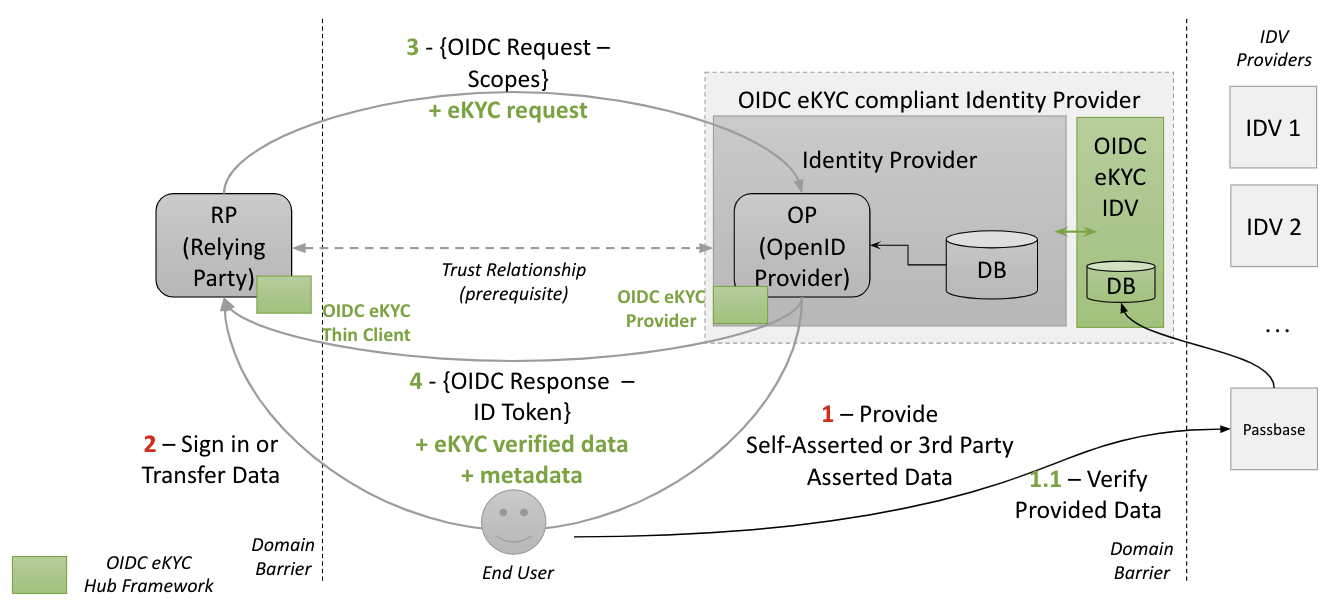 3 - {OIDC Request –
Scopes}
+ eKYC request
IDV
Providers
OIDC eKYC compliant Identity Provider
IDV 1
Identity Provider
OIDC
eKYC
IDV
RP
(Relying
Party)
OP
(OpenID
Provider)
IDV 2
DB
DB
Trust Relationship
(prerequisite)
OIDC eKYC
Thin Client
OIDC eKYC
Provider
...
4 - {OIDC Response –
ID Token}
+ eKYC verified data
+ metadata
1 – Provide
Self-Asserted or 3rd Party
Asserted Data
Passbase
2 – Sign in or
Transfer Data
1.1 – Verify
Provided Data
Domain
Barrier
Domain
Barrier
End User
OIDC eKYC
Hub Framework